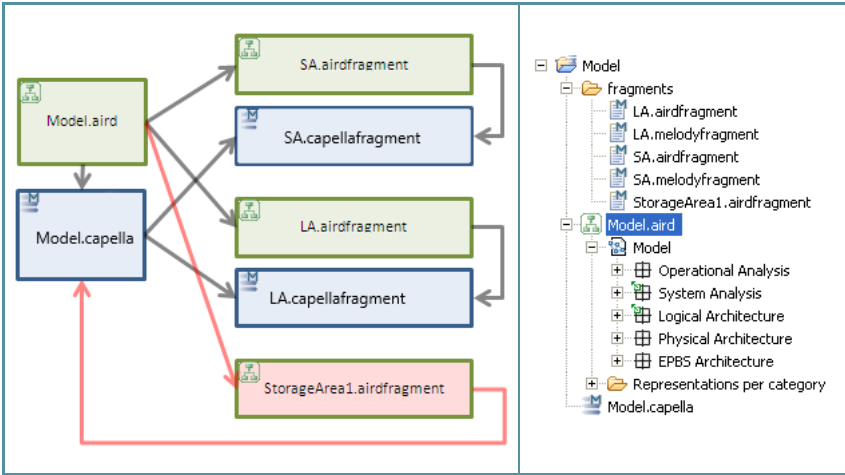 SA.airdfragment
Model.aird
SA.capellafragment
Model.capella
LA.airdfragment
LA.capellafragment
StorageArea1.airdfragment
Model
fragments
LA.airdfragment
LA.melodyfragment
SA.airdfragment
SA.melodyfragment
StorageArea1.airdfragment
Model.aird
Model
Operational Analysis
System Analysis
Logical Architecture
Physical Architecture
EPBS Architecture
Representations per category
Model.capella